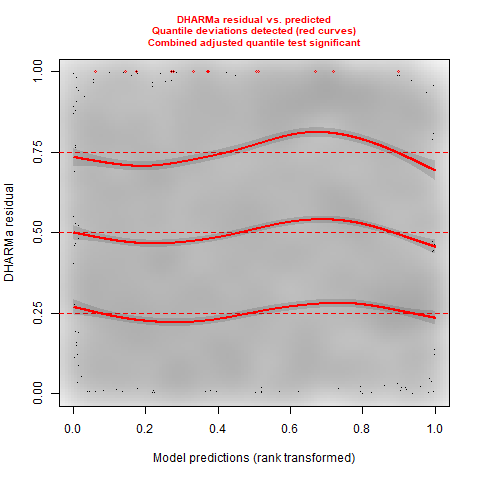 DHARMa residual vs. predicted
Quantile deviations detected (red curves)
Combined adjusted quantile test significant
1.00
0.75
0.50
0.25
0.00
DHARMa residual
0.0 0.2 0.4 0.6 0.8 1.0
Model predictions (rank transformed)